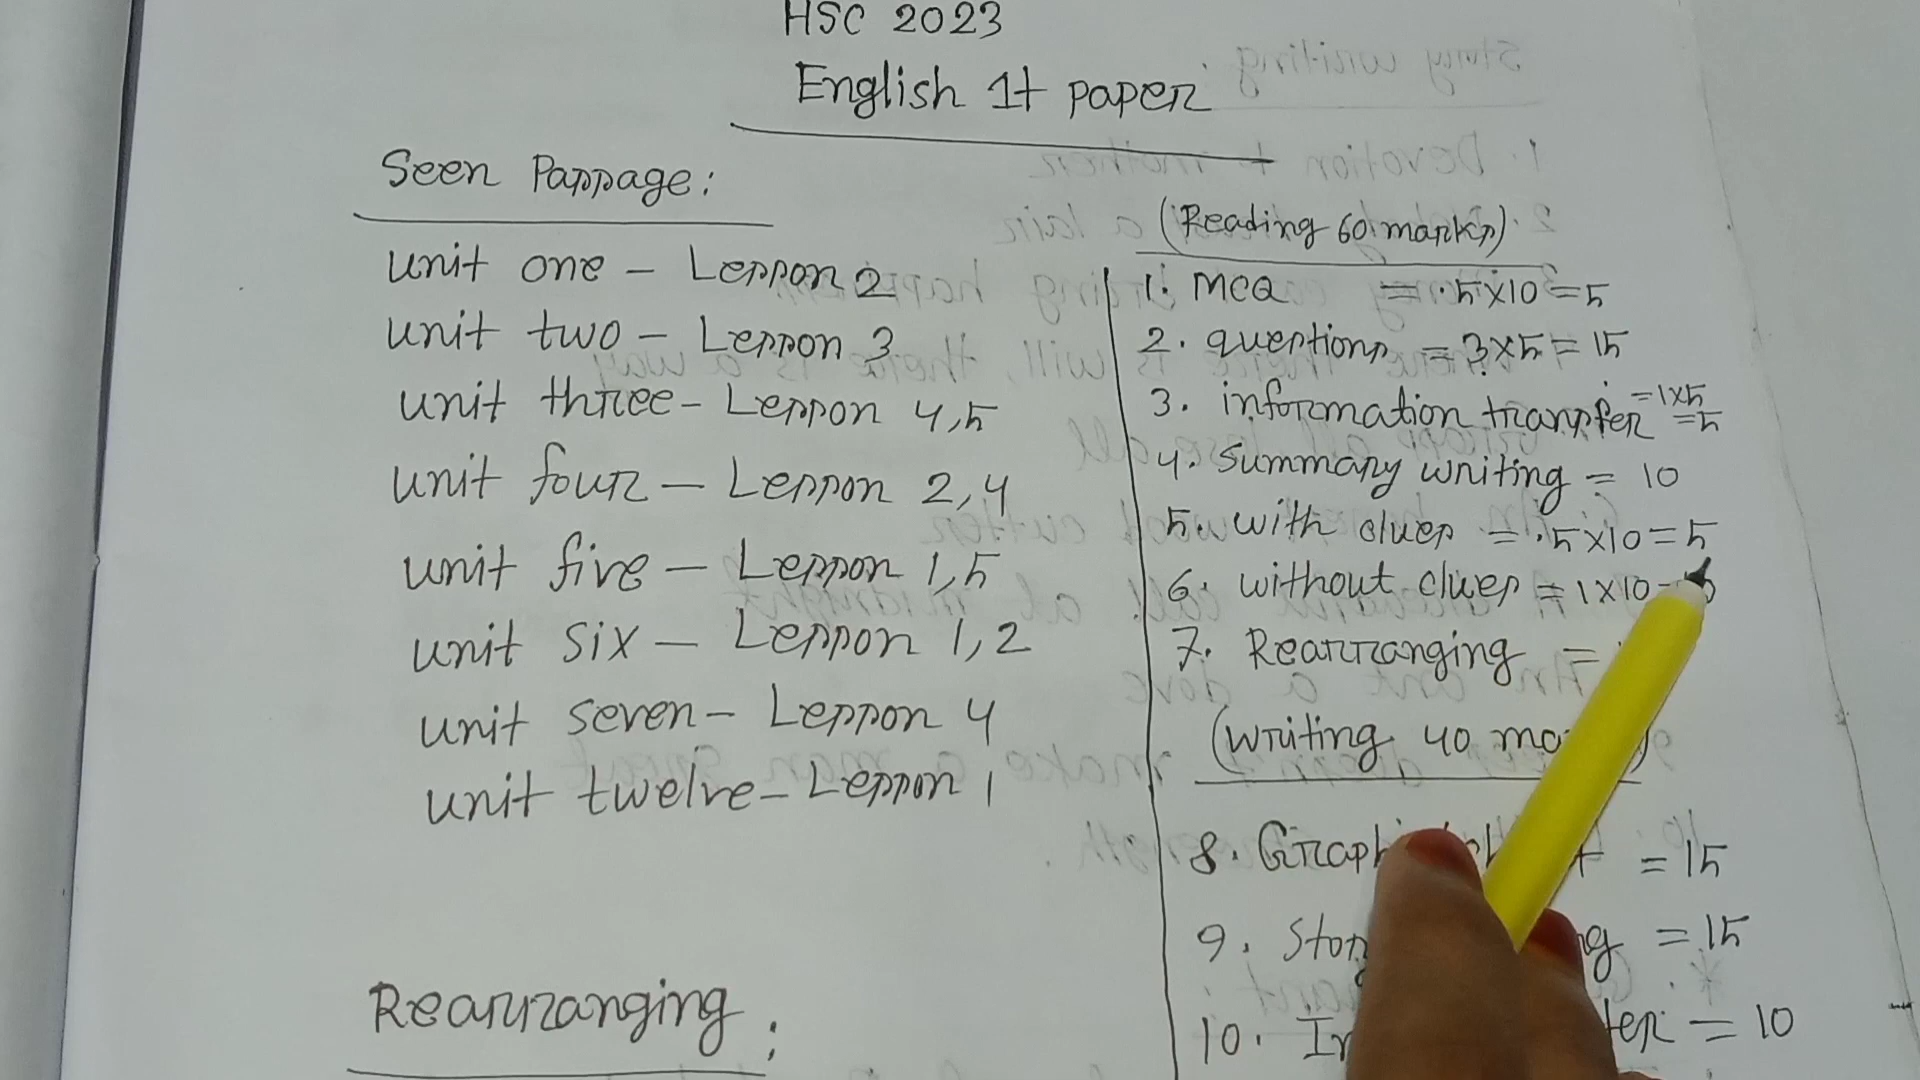 HSC 2023
English 1t paper
Seen Passage:
unit one - Lesson 2
unit two - Lesson 3
unit three - Lesson 4,5
unit four - Lesson 2,4
unit five - Lesson 1,5
unit six - Lesson 1,2
unit seven - Lesson 4
unit twelve - Lesson 1
Rearranging :
(Reading 60 marks)
1. MCQ = .5x10=5
2. questions = 3x5=15
3. information transfer =1x5 =5
4. Summary writing = 10
5. with clues = .5x10=5
6. without clues = 1x10
7. Rearranging =
(Writing 40
8. = 15
9. = 15
10. = 10